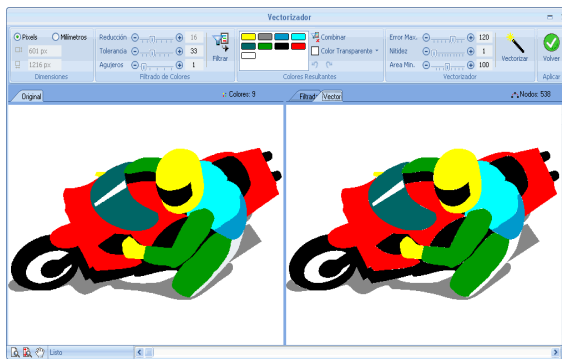 Vectorizador
Pixels Milímetros
601 px
1216 px
Dimensiones
Reducción 16
Tolerancia 33
Agujeros 1
Filtrar
Filtrado de Colores
Combinar
Color Transparente
Colores Resultantes
Error Max. 120
Nitidez 1
Area Min. 100
Vectorizar
Vectorizador
Volver
Aplicar
Original
Colores: 9
Filtrado Vector
Nodos: 538
Listo